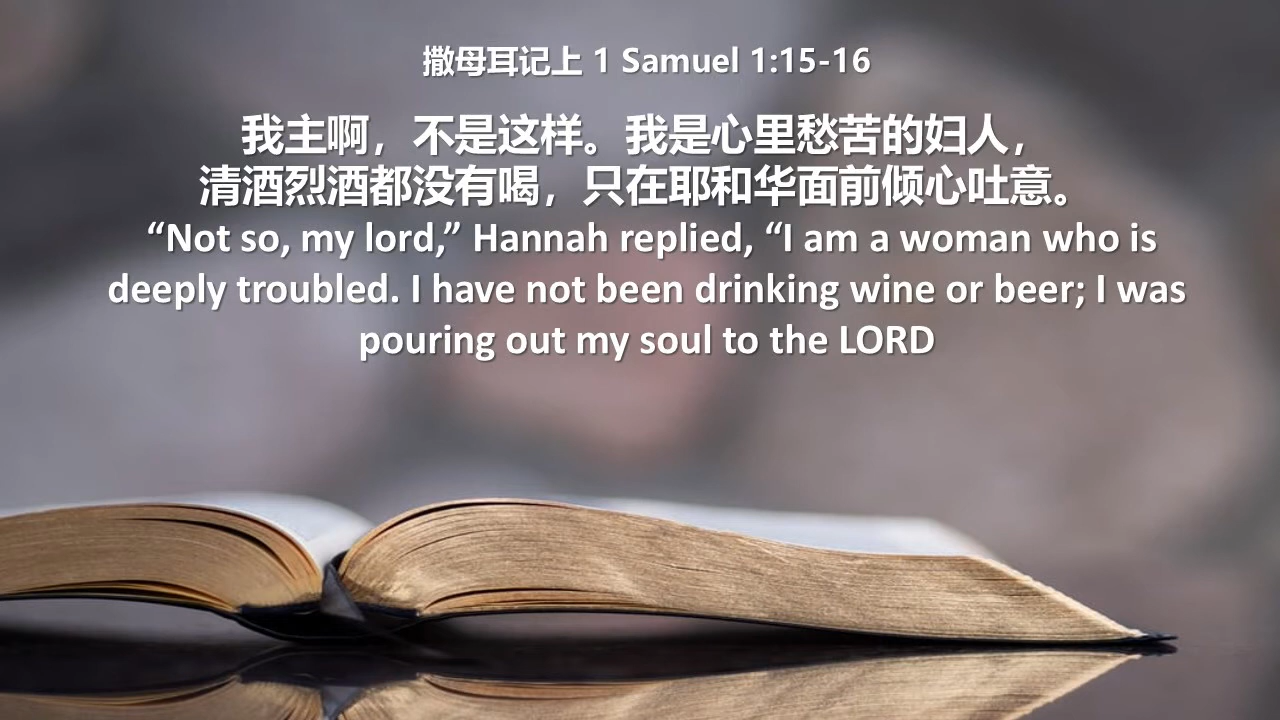 撒母耳记上 1 Samuel 1:15-16
我主啊，不是这样。我是心里愁苦的妇人，
清酒烈酒都没有喝，只在耶和华面前倾心吐意。
“Not so, my lord,” Hannah replied, “I am a woman who is
deeply troubled. I have not been drinking wine or beer; I was
pouring out my soul to the LORD